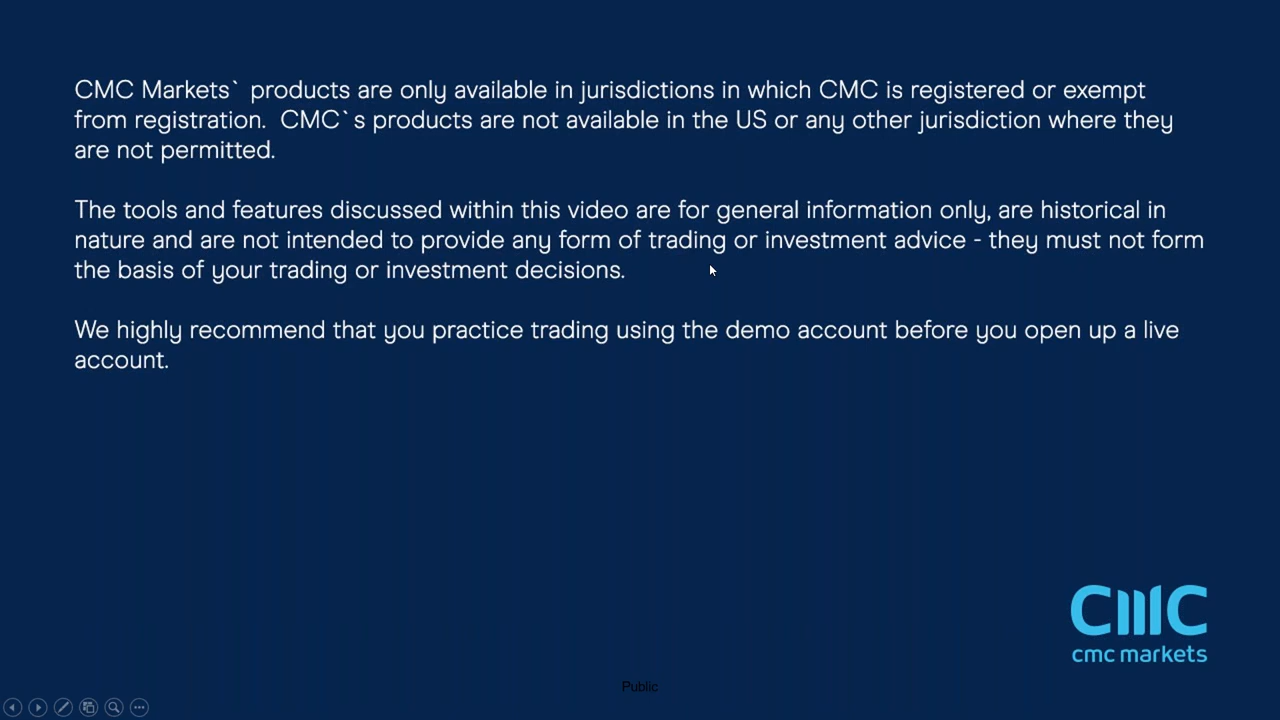 CMC Markets` products are only available in jurisdictions in which CMC is registered or exempt
from registration.  CMC`s products are not available in the US or any other jurisdiction where they
are not permitted.
The tools and features discussed within this video are for general information only, are historical in
nature and are not intended to provide any form of trading or investment advice - they must not form
the basis of your trading or investment decisions.
We highly recommend that you practice trading using the demo account before you open up a live
account.
CMC
cmc markets
Public